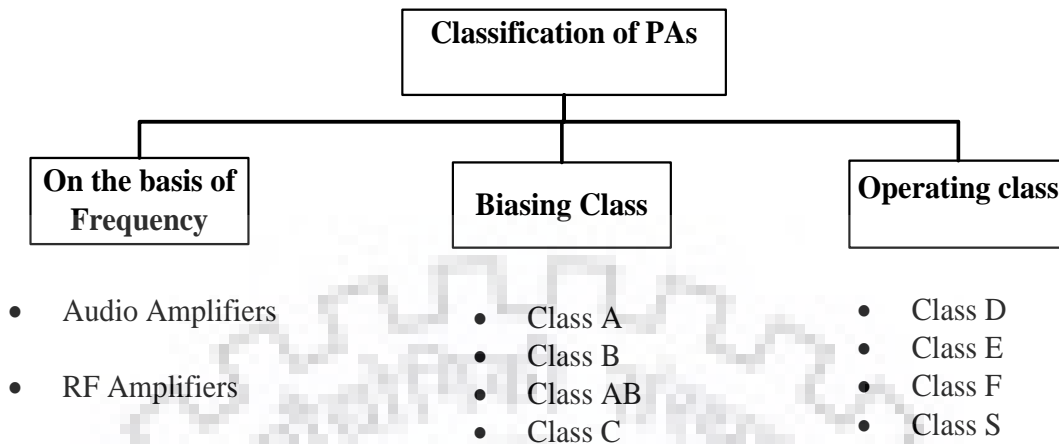 Classification of PAs
On the basis of
Frequency
Biasing Class
Operating class
• Audio Amplifiers
• RF Amplifiers
• Class A
• Class B
• Class AB
• Class C
• Class D
• Class E
• Class F
• Class S